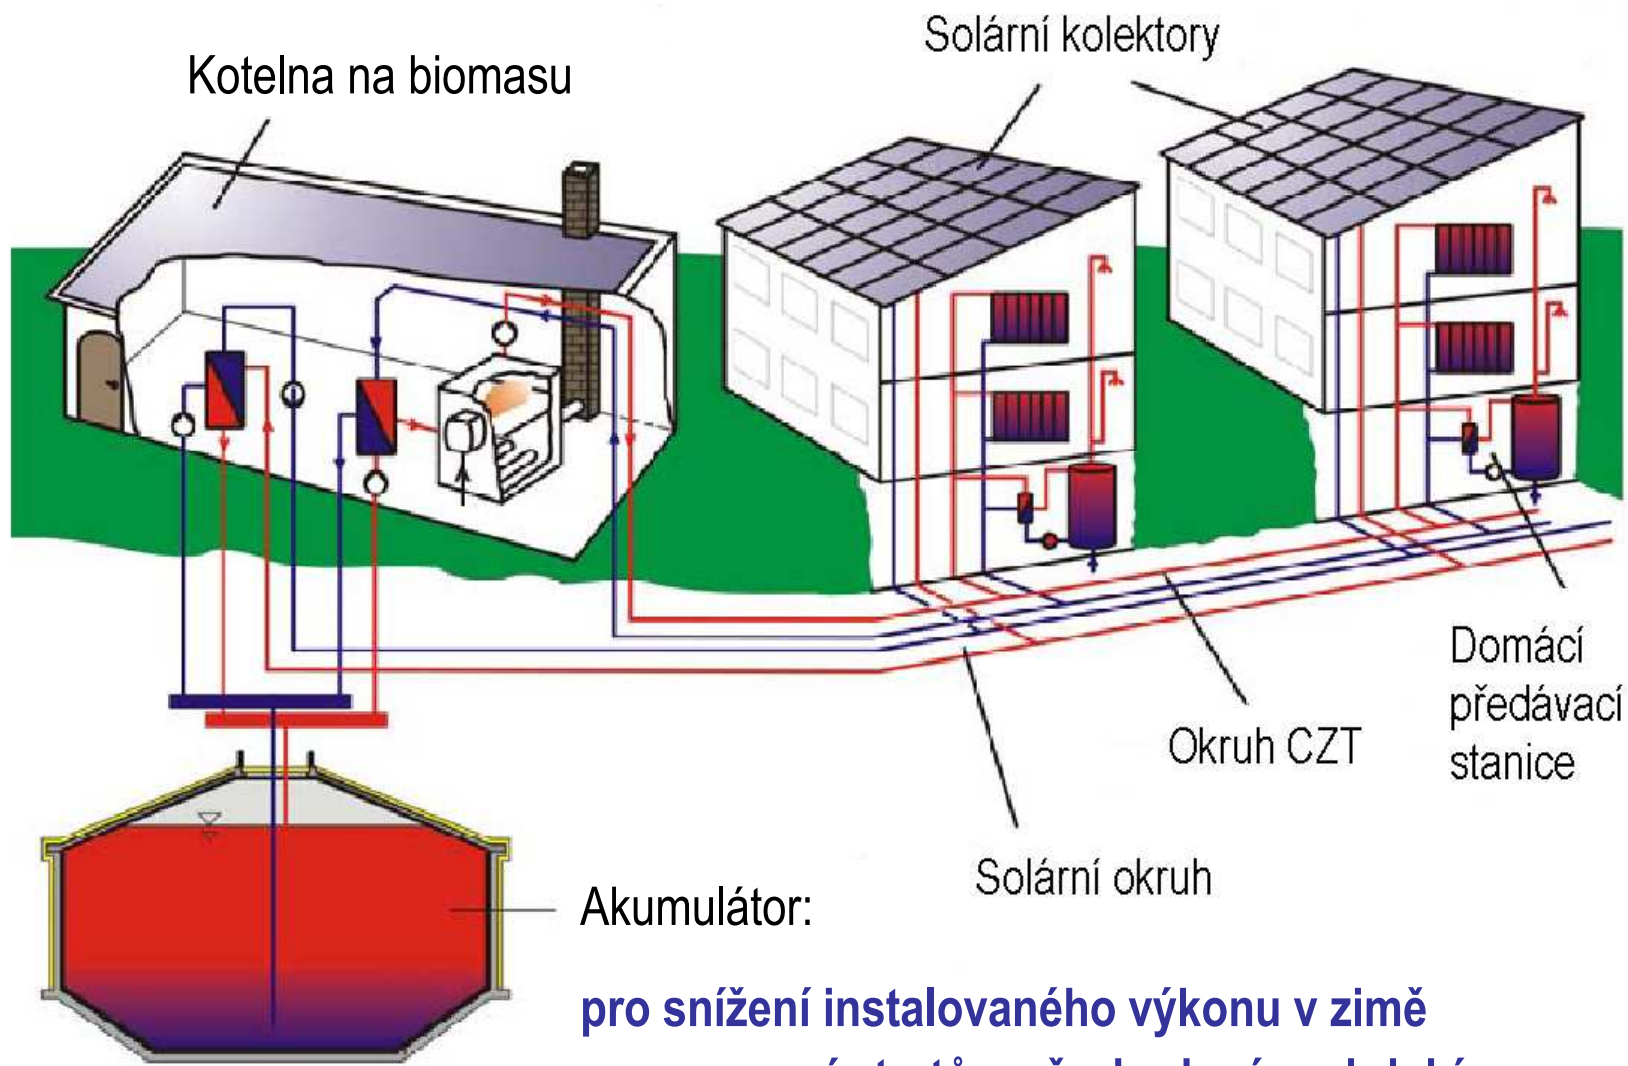 Solární kolektory
Kotelna na biomasu
Domácí
předávací
stanice
Okruh CZT
Solární okruh
Akumulátor:
pro snížení instalovaného výkonu v zimě